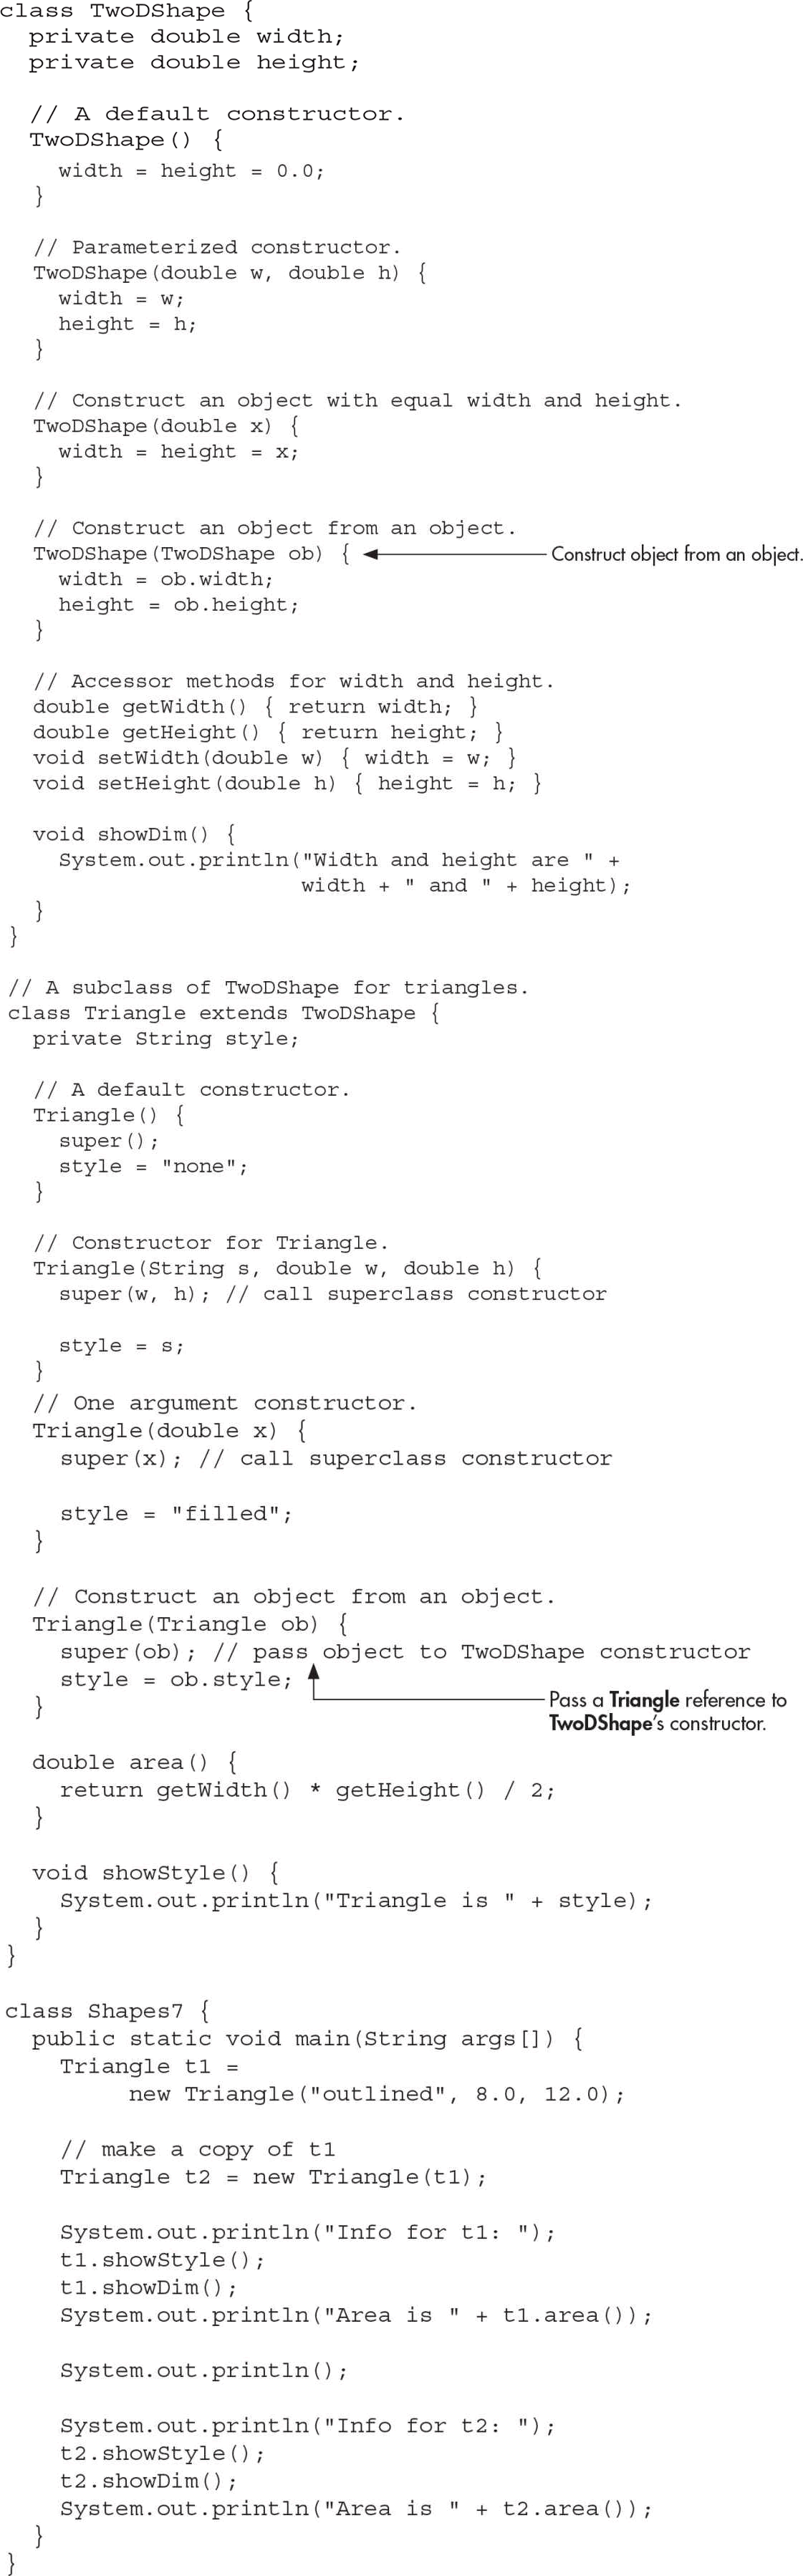 class TwoDShape {
  private double width;
  private double height;

  // A default constructor.
  TwoDShape() {
    width = height = 0.0;
  }

  // Parameterized constructor.
  TwoDShape(double w, double h) {
    width = w;
    height = h;
  }

  // Construct an object with equal width and height.
  TwoDShape(double x) {
    width = height = x;
  }

  // Construct an object from an object.
  TwoDShape(TwoDShape ob) { Construct object from an object.
    width = ob.width;
    height = ob.height;
  }

  // Accessor methods for width and height.
  double getWidth() { return width; }
  double getHeight() { return height; }
  void setWidth(double w) { width = w; }
  void setHeight(double h) { height = h; }

  void showDim() {
    System.out.println("Width and height are " +
                       width + " and " + height);
  }
}

// A subclass of TwoDShape for triangles.
class Triangle extends TwoDShape {
  private String style;

  // A default constructor.
  Triangle() {
    super();
    style = "none";
  }

  // Constructor for Triangle.
  Triangle(String s, double w, double h) {
    super(w, h); // call superclass constructor

    style = s;
  }
  // One argument constructor.
  Triangle(double x) {
    super(x); // call superclass constructor

    style = "filled";
  }

  // Construct an object from an object.
  Triangle(Triangle ob) {
    super(ob); // pass object to TwoDShape constructor
    style = ob.style;
Pass a Triangle reference to
  }
TwoDShape's constructor.

  double area() {
    return getWidth() * getHeight() / 2;
  }

  void showStyle() {
    System.out.println("Triangle is " + style);
  }
}

class Shapes7 {
  public static void main(String args[]) {
    Triangle t1 =
         new Triangle("outlined", 8.0, 12.0);

    // make a copy of t1
    Triangle t2 = new Triangle(t1);

    System.out.println("Info for t1: ");
    t1.showStyle();
    t1.showDim();
    System.out.println("Area is " + t1.area());

    System.out.println();

    System.out.println("Info for t2: ");
    t2.showStyle();
    t2.showDim();
    System.out.println("Area is " + t2.area());
  }
}